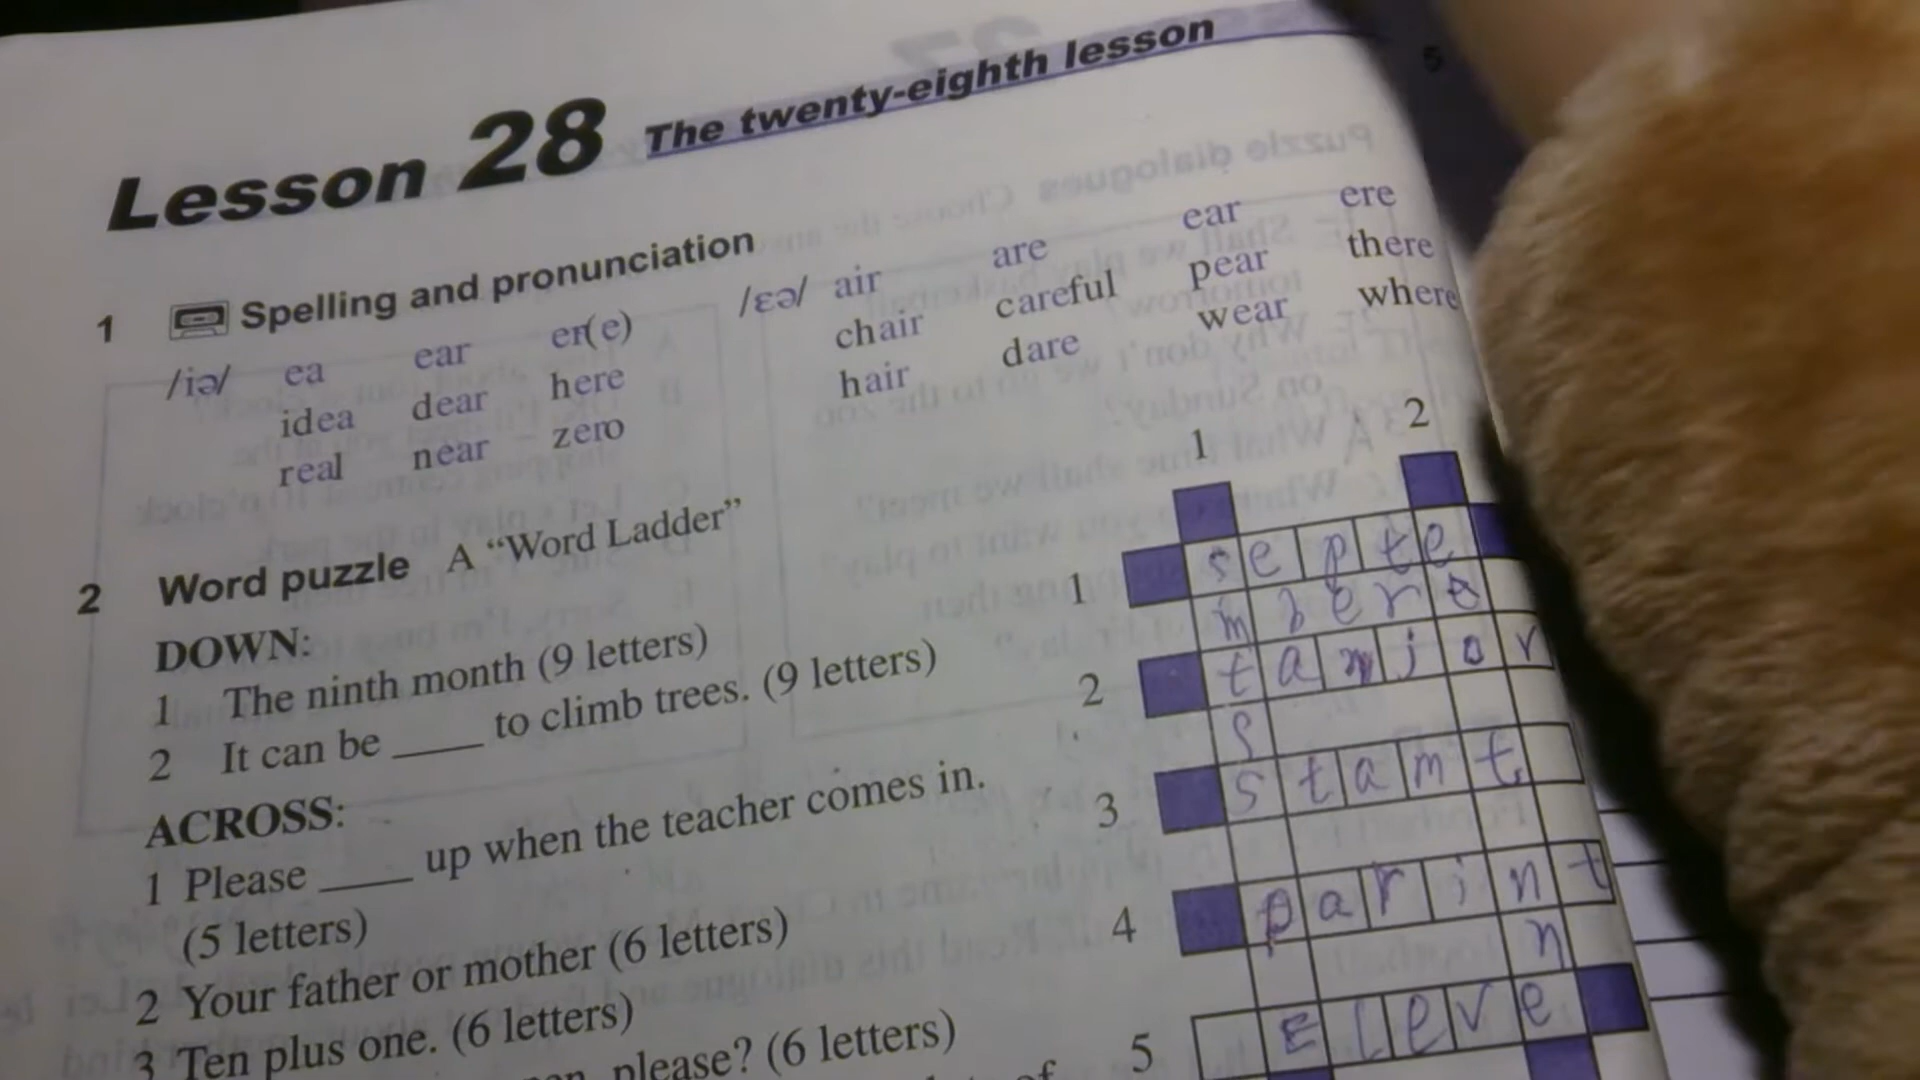 Lesson 28 The twenty-eighth lesson
1 Spelling and pronunciation
/iə/ ea ear er(e)
idea dear here
real near zero
/ɛə/ air are ear ere
chair careful pear there
hair dare wear where
2 Word puzzle A “Word Ladder”
DOWN:
1 The ninth month (9 letters)
2 It can be ____ to climb trees. (9 letters)
ACROSS:
1 Please ____ up when the teacher comes in.
(5 letters)
2 Your father or mother (6 letters)
3 Ten plus one. (6 letters)
please? (6 letters)
of
1 2
1 s e p t e
m b e r
2 t a j o r
3 s t a m t
4 p a r i n t
n
5 E l e v e